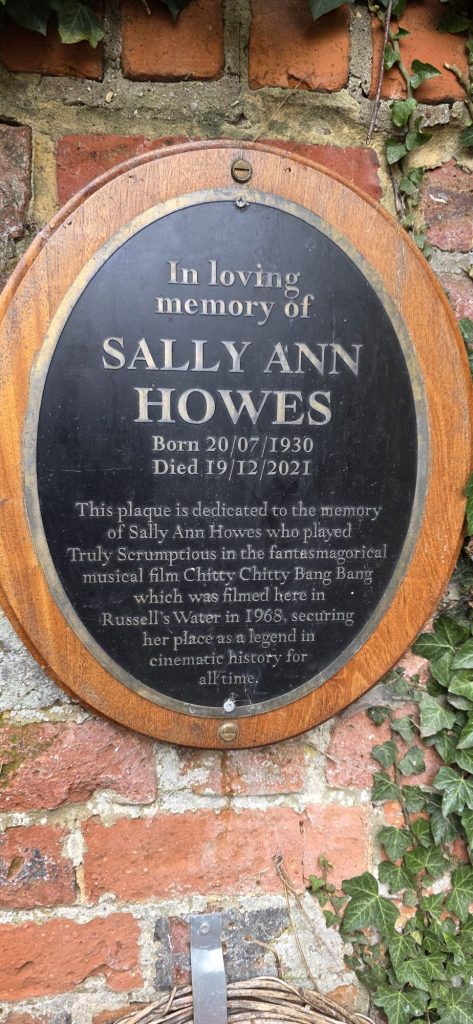 In loving
memory of
SALLY ANN
HOWES
Born 20/07/1930
Died 19/12/2021
This plaque is dedicated to the memory
of Sally Ann Howes who played
Truly Scrumptious in the fantasmagorical
musical film Chitty Chitty Bang Bang
which was filmed here in
Russell's Water in 1968, securing
her place as a legend in
cinematic history for
all time.